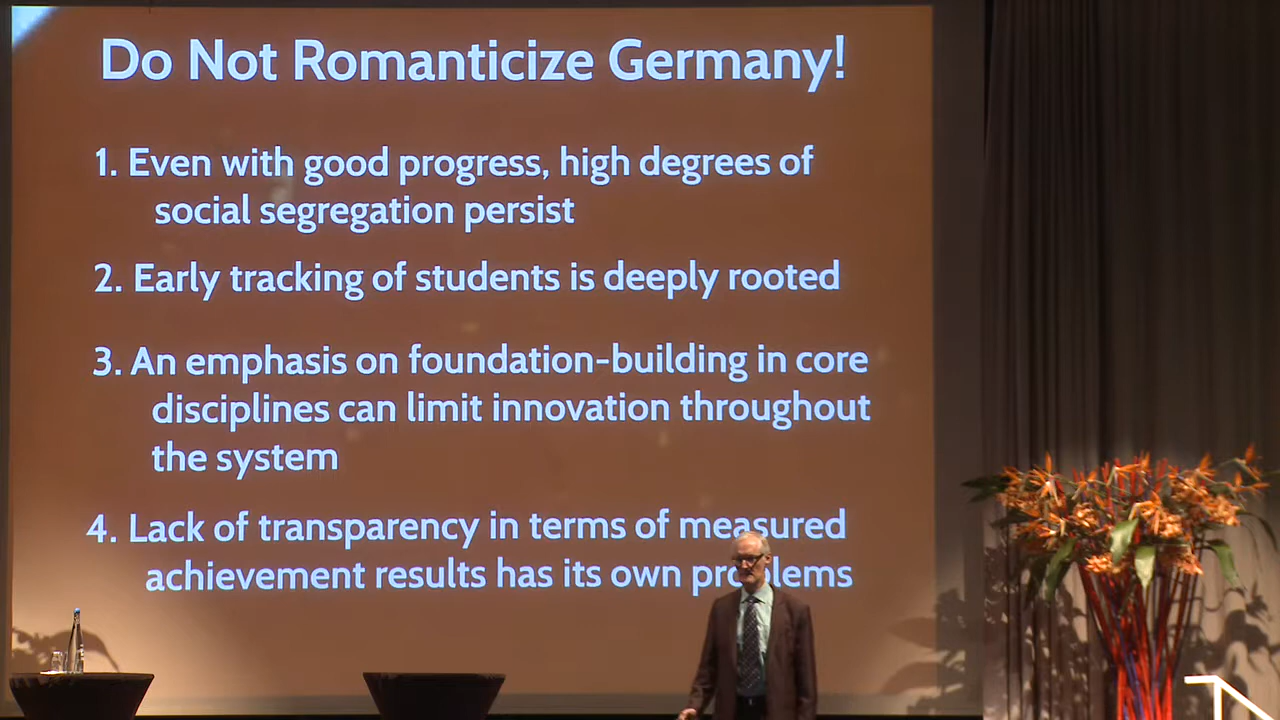 Do Not Romanticize Germany!
1. Even with good progress, high degrees of
social segregation persist
2. Early tracking of students is deeply rooted
3. An emphasis on foundation-building in core
disciplines can limit innovation throughout
the system
4. Lack of transparency in terms of measured
achievement results has its own problems